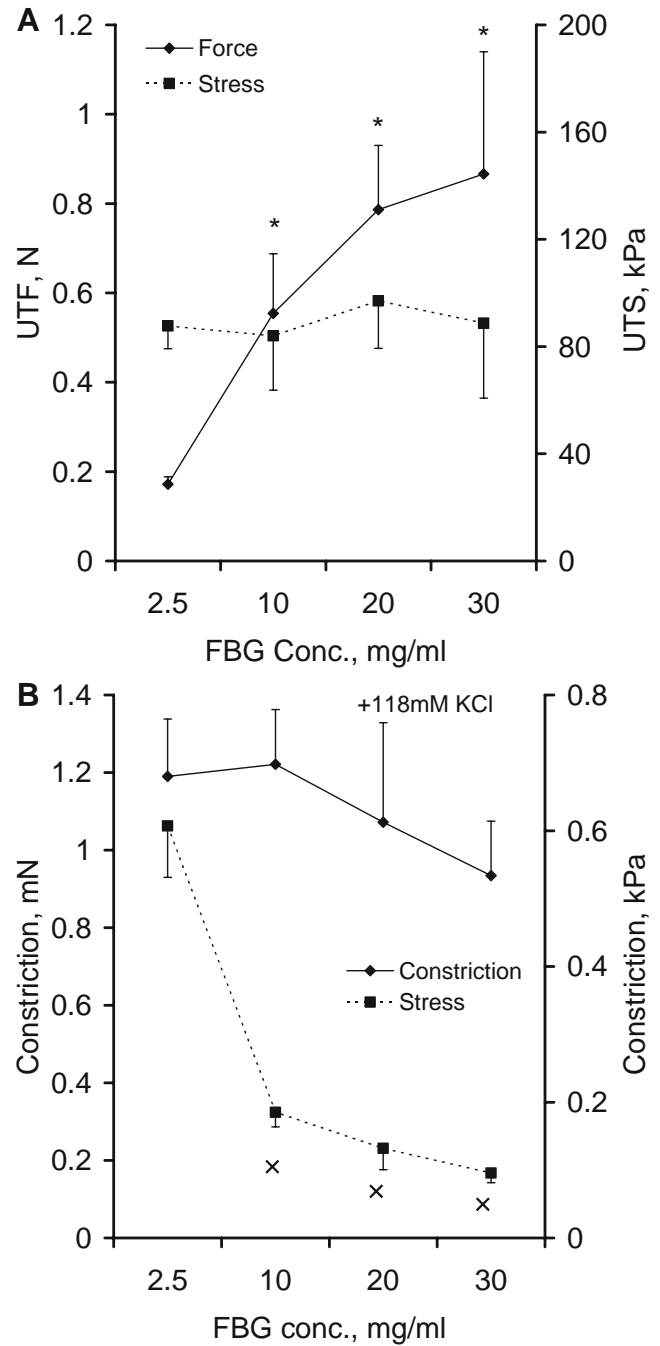 A
Force
Stress
1.2
1
0.8
0.6
0.4
0.2
0
UTF, N
200
160
120
80
40
0
UTS, kPa
*
*
*
2.5 10 20 30
FBG Conc., mg/ml
B
+118mM KCl
1.4
1.2
1
0.8
0.6
0.4
0.2
0
Constriction, mN
Constriction
Stress
0.8
0.6
0.4
0.2
0
Constriction, kPa
×
×
×
2.5 10 20 30
FBG conc., mg/ml